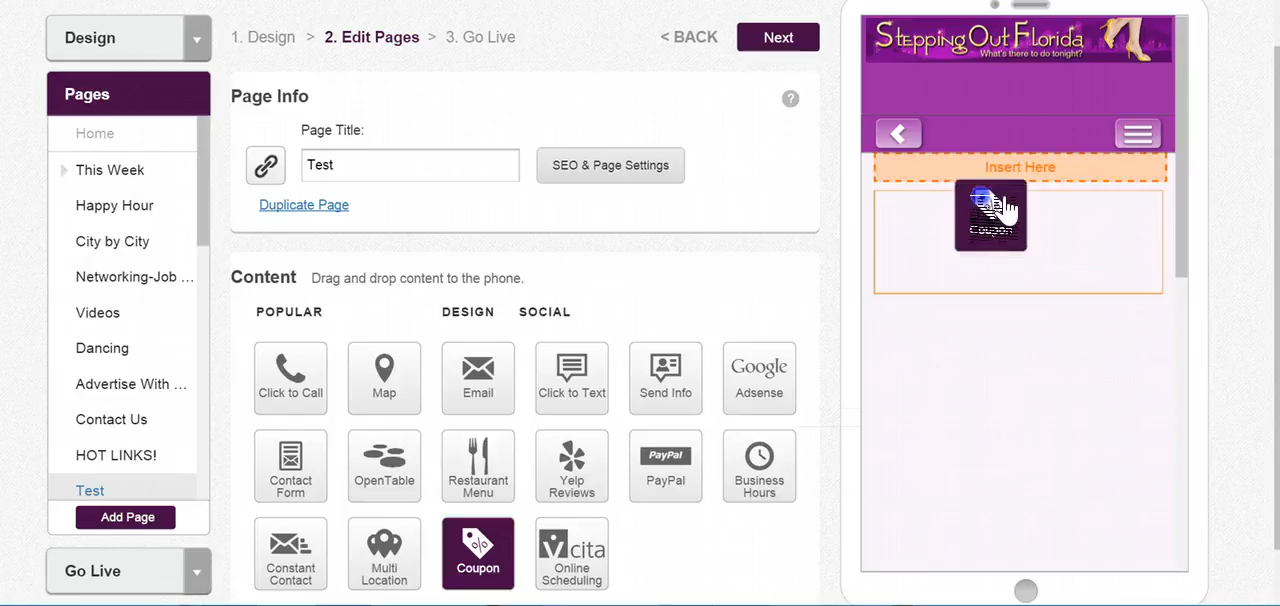 Design
1. Design > 2. Edit Pages > 3. Go Live
< BACK
Next
Pages
Home
This Week
Happy Hour
City by City
Networking-Job ...
Videos
Dancing
Advertise With ...
Contact Us
HOT LINKS!
Test
Add Page
Go Live
Page Info
?
Page Title:
Test
SEO & Page Settings
Duplicate Page
Content Drag and drop content to the phone.
POPULAR DESIGN SOCIAL
Click to Call
Map
Email
Click to Text
Send Info
Google
Adsense
Contact
Form
OpenTable
Restaurant
Menu
Yelp
Reviews
PayPal
PayPal
Business
Hours
Constant
Contact
Multi
Location
%
Coupon
Vcita
Online
Scheduling
Stepping Out Florida
What's there to do tonight?
Insert Here